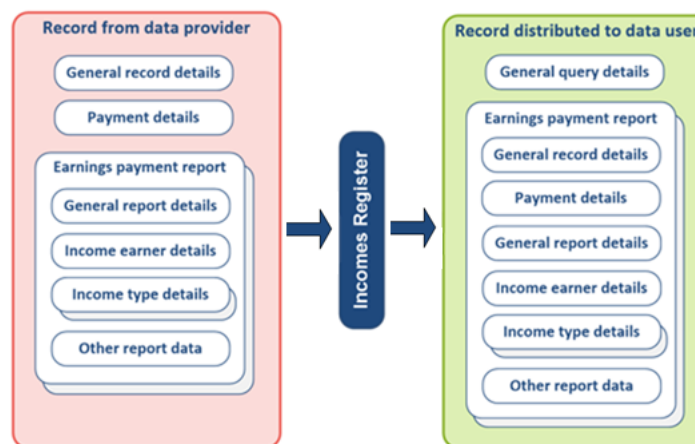 Record from data provider
General record details
Payment details
Earnings payment report
General report details
Income earner details
Income type details
Other report data
Incomes Register
Record distributed to data user
General query details
Earnings payment report
General record details
Payment details
General report details
Income earner details
Income type details
Other report data